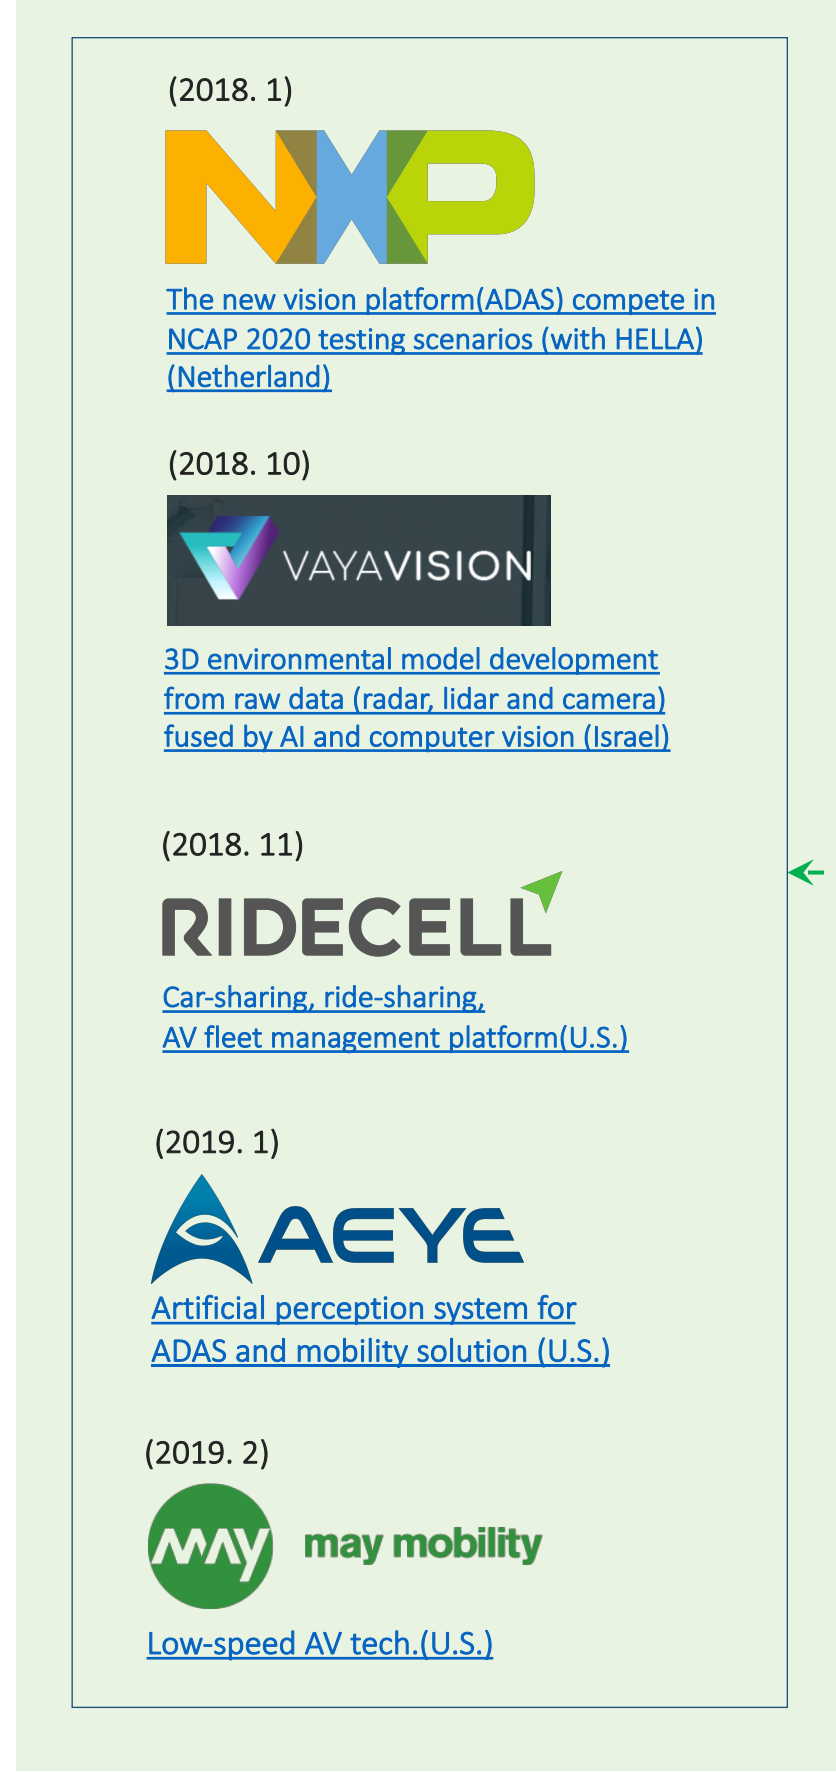 (2018. 1)
NXP
The new vision platform(ADAS) compete in
NCAP 2020 testing scenarios (with HELLA)
(Netherland)
(2018. 10)
VAYAVISION
3D environmental model development
from raw data (radar, lidar and camera)
fused by AI and computer vision (Israel)
(2018. 11)
RIDECELL
Car-sharing, ride-sharing,
AV fleet management platform(U.S.)
(2019. 1)
AEYE
Artificial perception system for
ADAS and mobility solution (U.S.)
(2019. 2)
may may mobility
Low-speed AV tech.(U.S.)